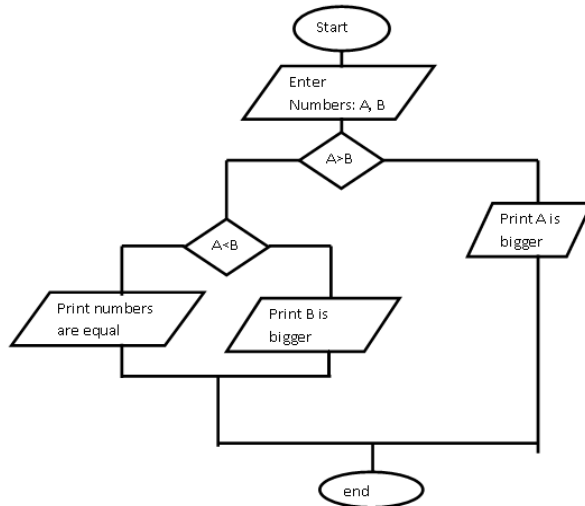 Start
Enter
Numbers: A, B
A>B
Print A is
bigger
A<B
Print numbers
are equal
Print B is
bigger
end